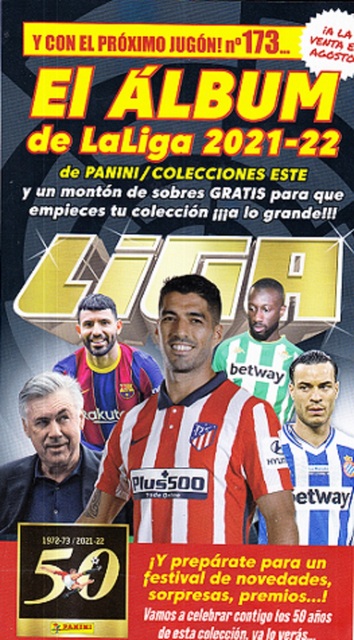 ¡A LA
VENTA E
AGOSTO
Y CON EL PRÓXIMO JUGÓN! nº173...
El ÁLBUM
de LaLiga 2021-22
de PANINI/COLECCIONES ESTE
y un montón de sobres GRATIS para que
empieces tu colección ¡¡¡a lo grande!!!
LiGA
Rakuten
betway
Plus500
Trade Online
HYUN
betway
1972-73 / 2021-22
50
PANINI
¡Y prepárate para un
festival de novedades,
sorpresas, premios...!
Vamos a celebrar contigo los 50 años
de esta colección, ya lo verás...